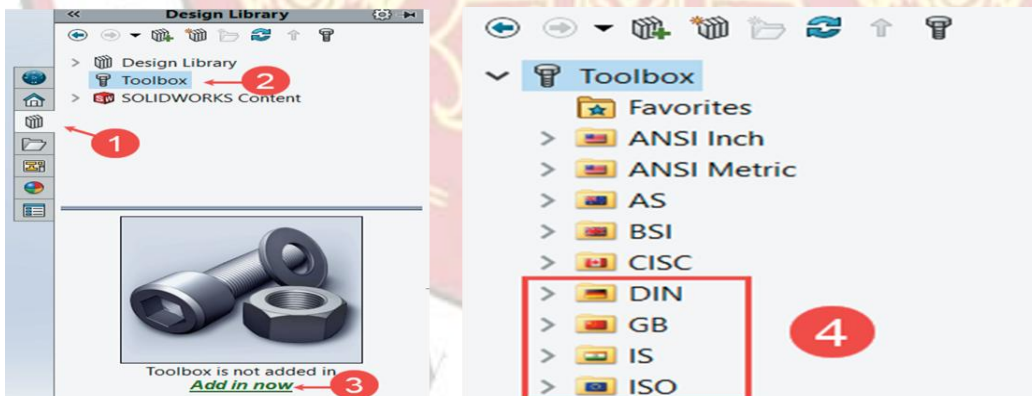 Design Library
Design Library
Toolbox
2
SOLIDWORKS Content
1
Toolbox is not added in.
Add in now
3
Toolbox
Favorites
ANSI Inch
ANSI Metric
AS
BSI
CISC
DIN
GB
IS
ISO
4